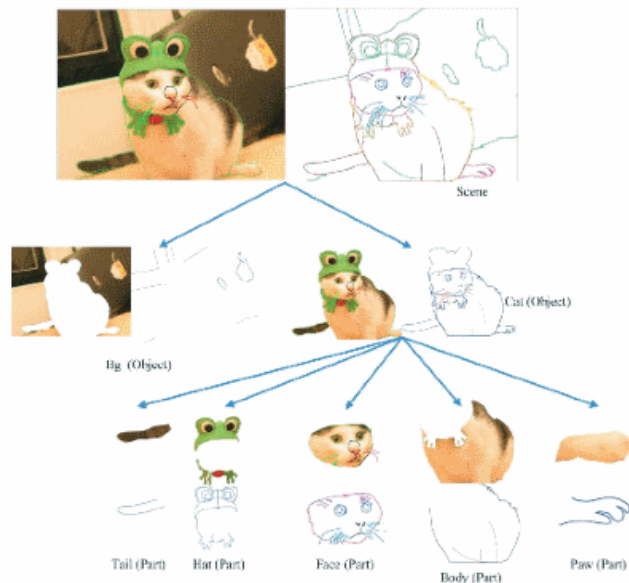 Scene
Cat (Object)
Bg (Object)
Tail (Part)
Hat (Part)
Face (Part)
Body (Part)
Paw (Part)